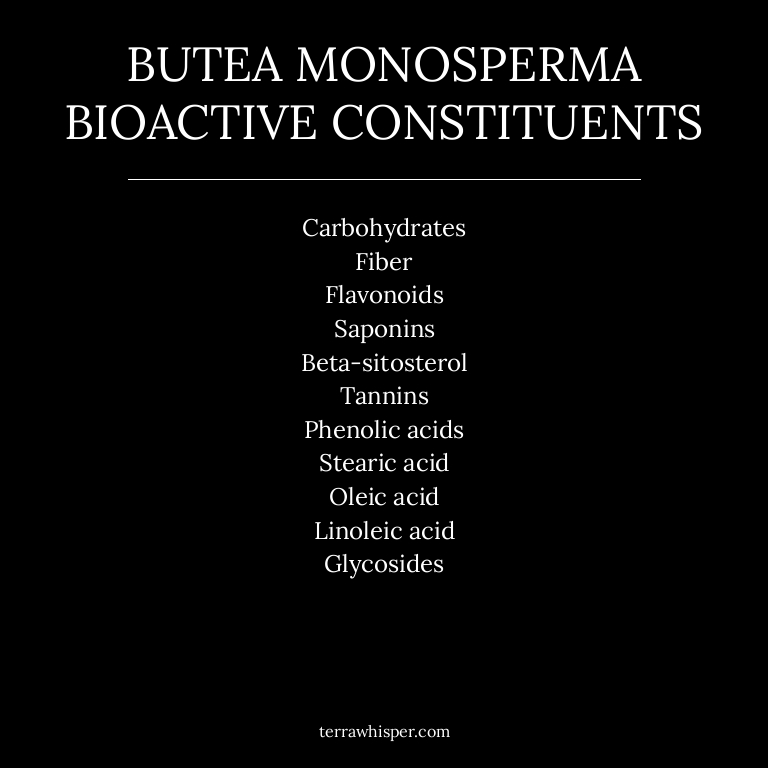 BUTEA MONOSPERMA
BIOACTIVE CONSTITUENTS
Carbohydrates
Fiber
Flavonoids
Saponins
Beta-sitosterol
Tannins
Phenolic acids
Stearic acid
Oleic acid
Linoleic acid
Glycosides
terrawhisper.com